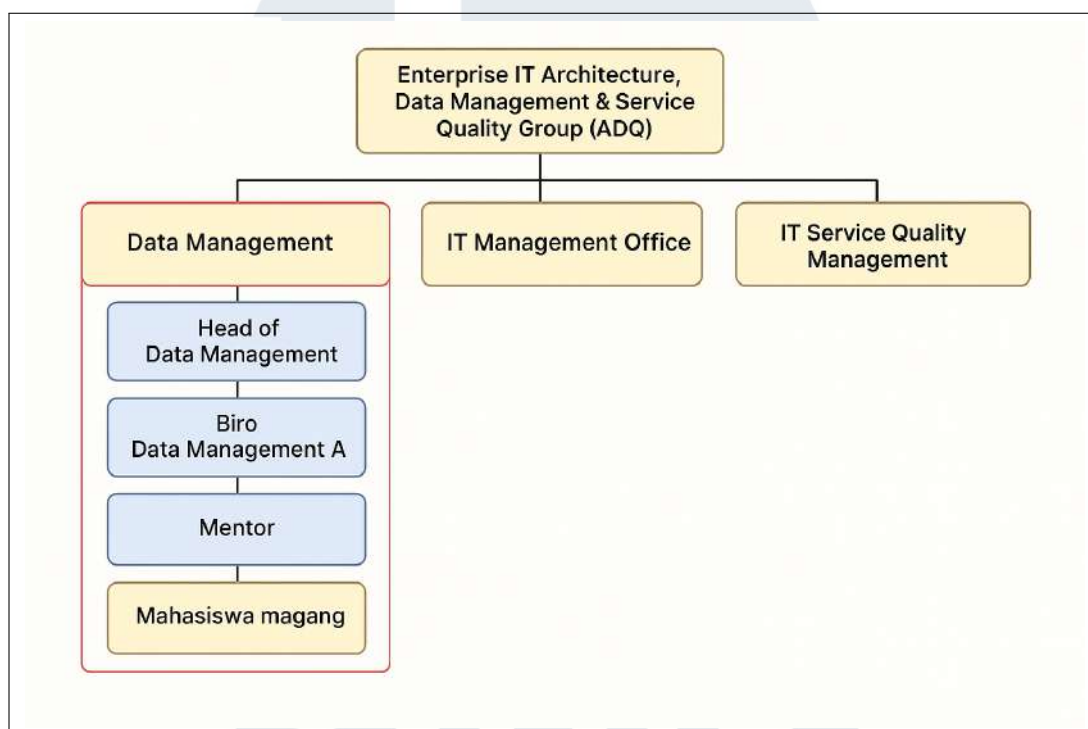 Enterprise IT Architecture,
Data Management & Service
Quality Group (ADQ)
Data Management
IT Management Office
IT Service Quality
Management
Head of
Data Management
Biro
Data Management A
Mentor
Mahasiswa magang